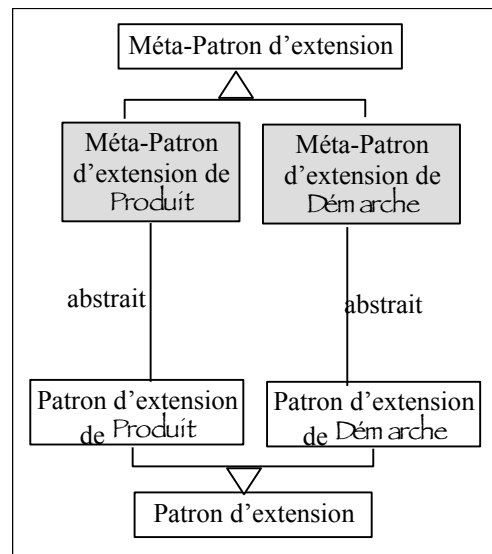 Méta-Patron d'extension
Méta-Patron
d'extension de
Produit
Méta-Patron
d'extension de
Démarche
abstrait
abstrait
Patron d'extension
de Produit
Patron d'extension
de Démarche
Patron d'extension